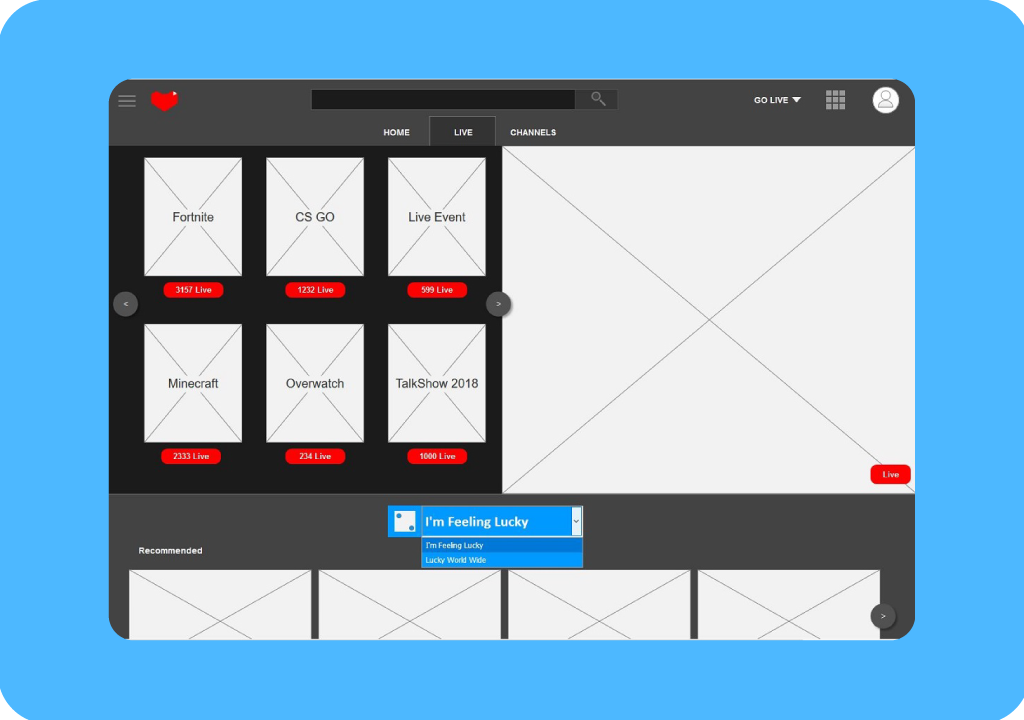 GO LIVE
HOME LIVE CHANNELS
Fortnite CS GO Live Event
3157 Live 1232 Live 599 Live
< >
Minecraft Overwatch TalkShow 2018
2333 Live 234 Live 1000 Live
Live
I'm Feeling Lucky
I'm Feeling Lucky
Lucky World Wide
Recommended
>